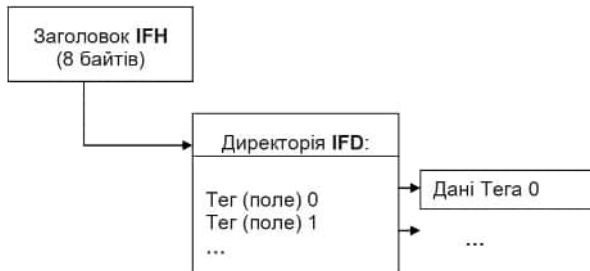 Заголовок IFH
(8 байтів)
Директорія IFD:
Тег (поле) 0
Тег (поле) 1
...
Дані Тега 0
...